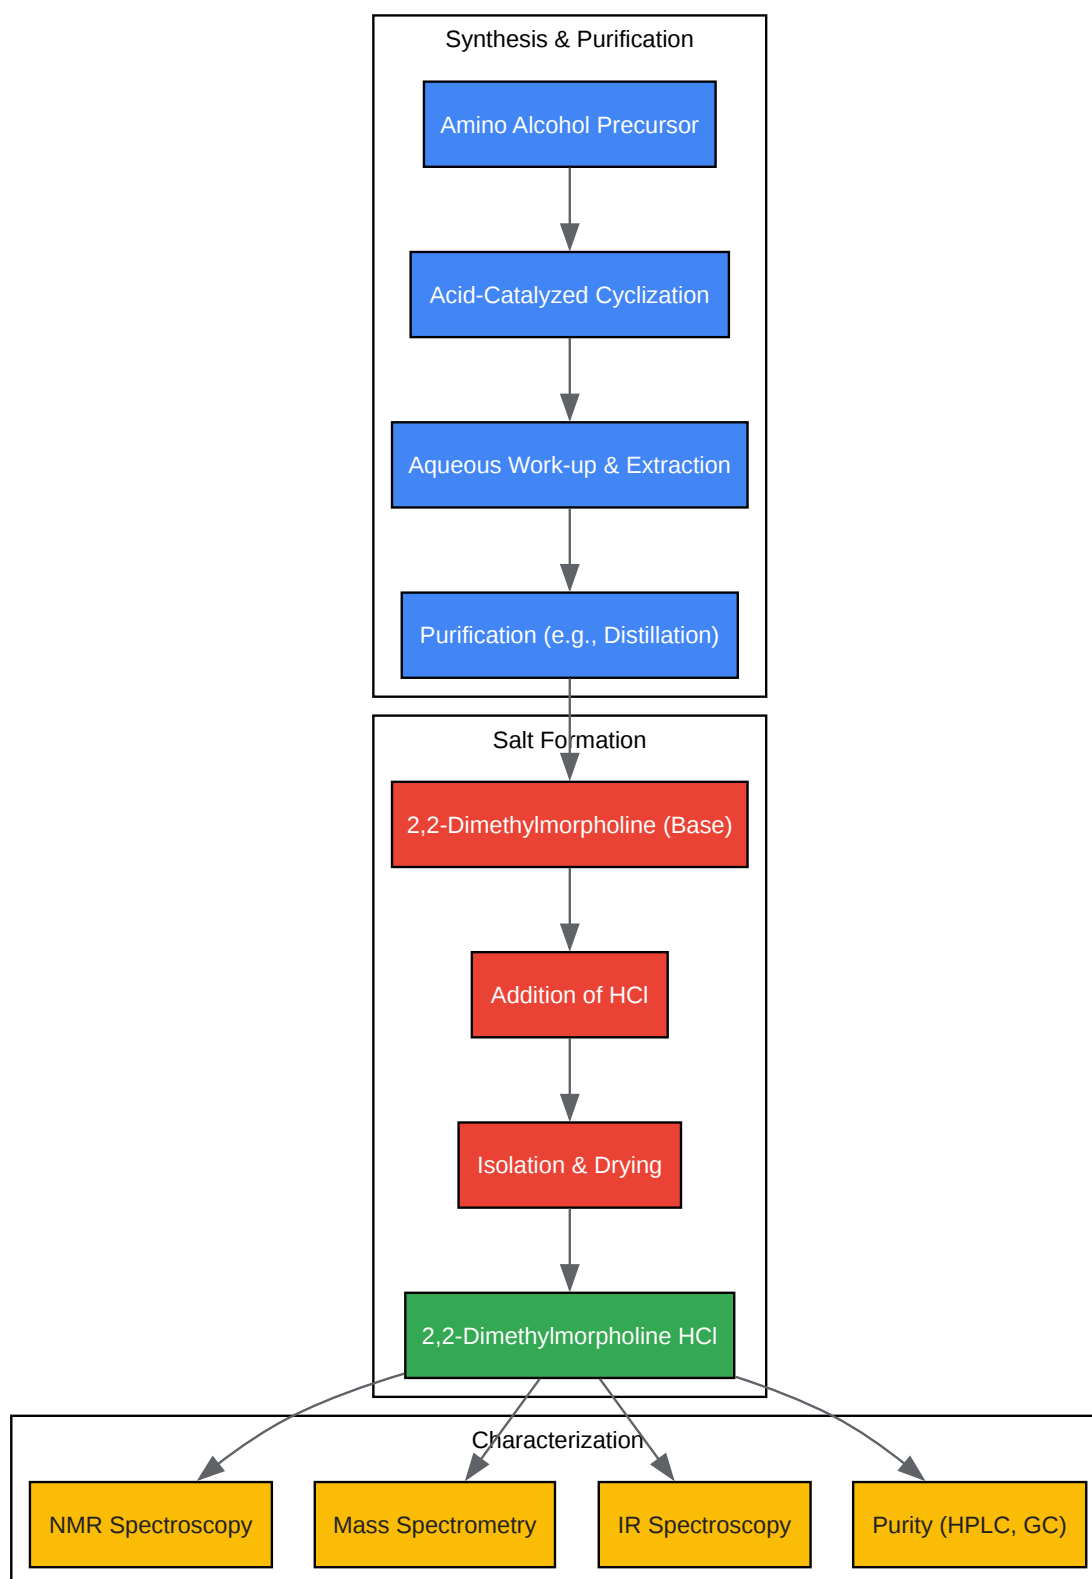 Synthesis & Purification
Amino Alcohol Precursor
Acid-Catalyzed Cyclization
Aqueous Work-up & Extraction
Purification (e.g., Distillation)
Salt Formation
2,2-Dimethylmorpholine (Base)
Addition of HCl
Isolation & Drying
2,2-Dimethylmorpholine HCl
Characterization
NMR Spectroscopy
Mass Spectrometry
IR Spectroscopy
Purity (HPLC, GC)